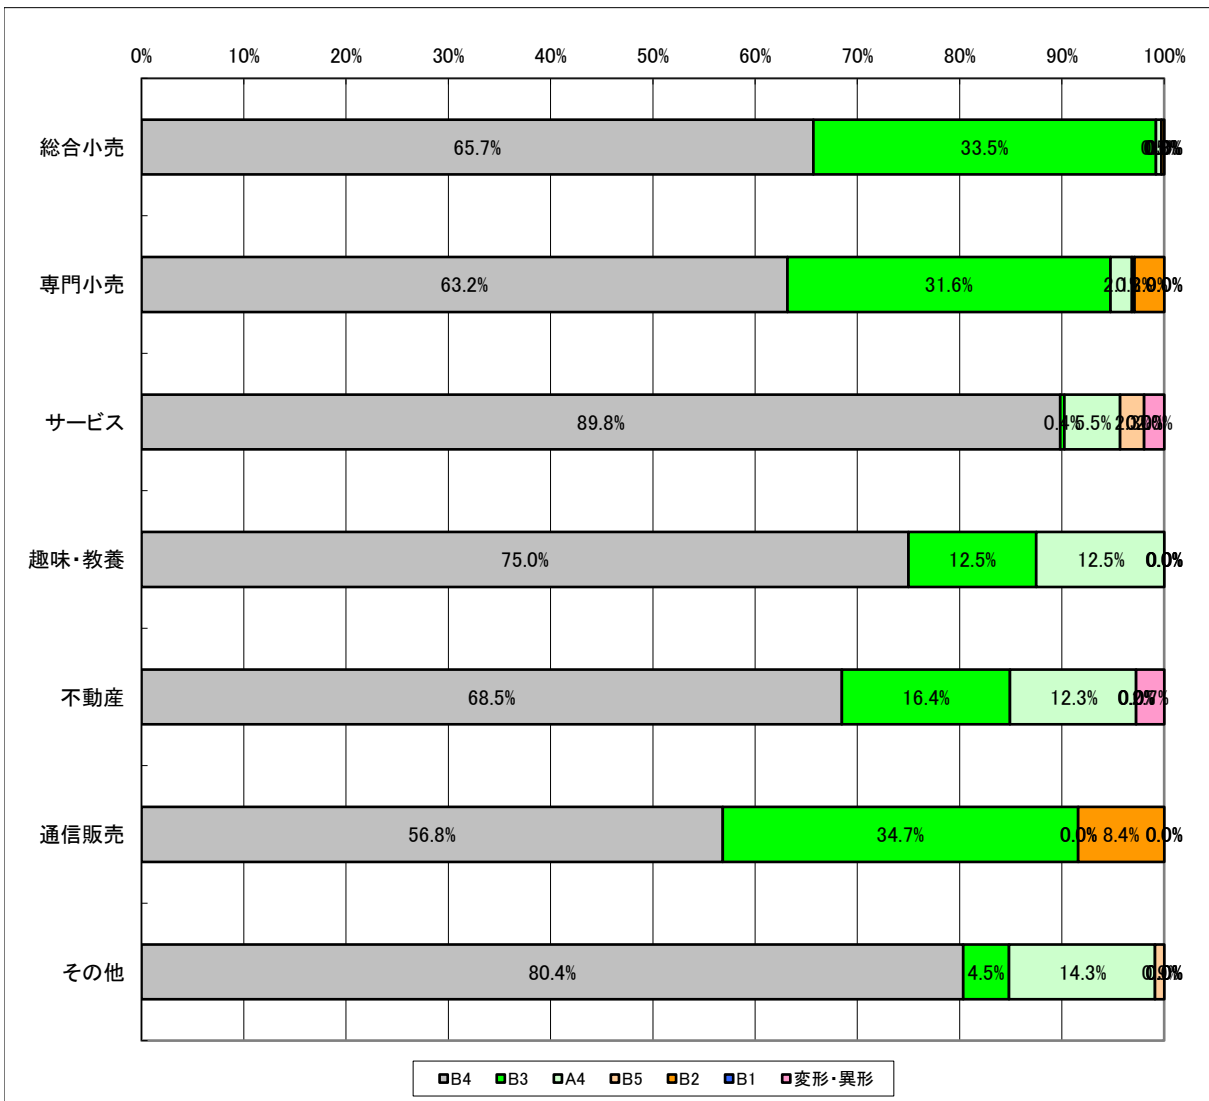 0% 10% 20% 30% 40% 50% 60% 70% 80% 90% 100%
総合小売 65.7% 33.5%
専門小売 63.2% 31.6%
サービス 89.8% 0.4% 5.5%
趣味・教養 75.0% 12.5% 12.5% 0.0%
不動産 68.5% 16.4% 12.3%
通信販売 56.8% 34.7% 0.0% 8.4% 0.0%
その他 80.4% 4.5% 14.3%
B4 B3 A4 B5 B2 B1 変形・異形